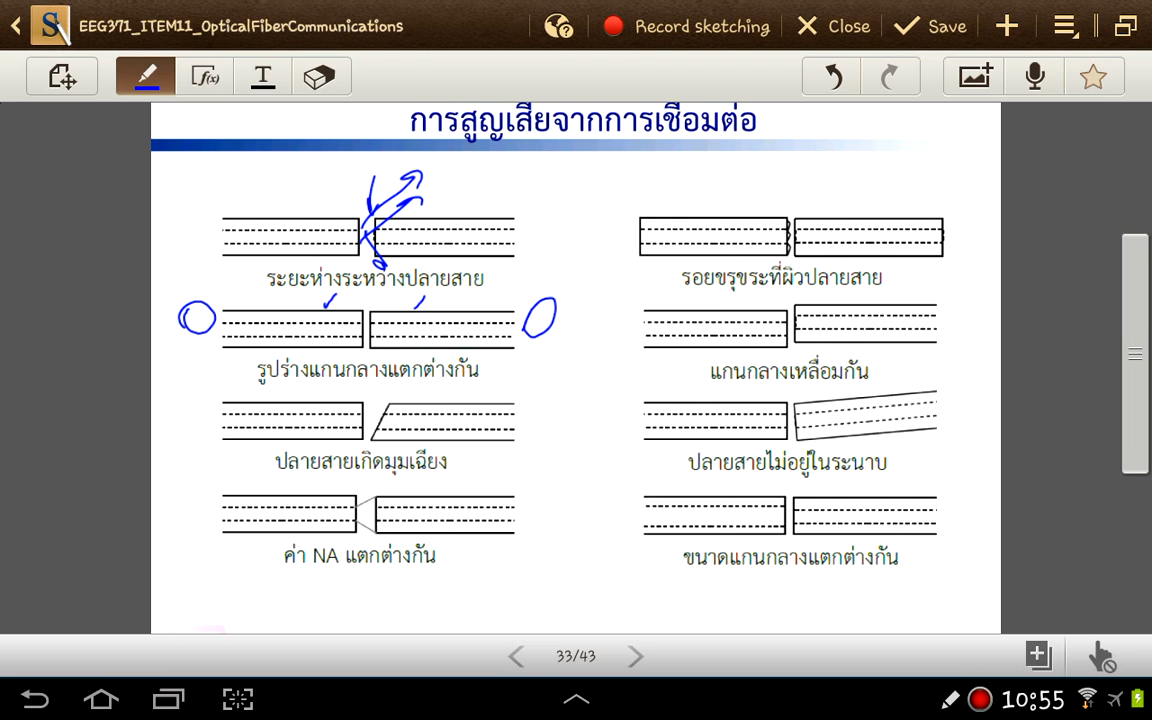 EEG371_ITEM11_OpticalFiberCommunications
Record sketching
Close
Save
f(x)
T
การสูญเสียจากการเชื่อมต่อ
ระยะห่างระหว่างปลายสาย
รอยขรุขระที่ผิวปลายสาย
รูปร่างแกนกลางแตกต่างกัน
แกนกลางเหลื่อมกัน
ปลายสายเกิดมุมเฉียง
ปลายสายไม่อยู่ในระนาบ
ค่า NA แตกต่างกัน
ขนาดแกนกลางแตกต่างกัน
33/43
10:55